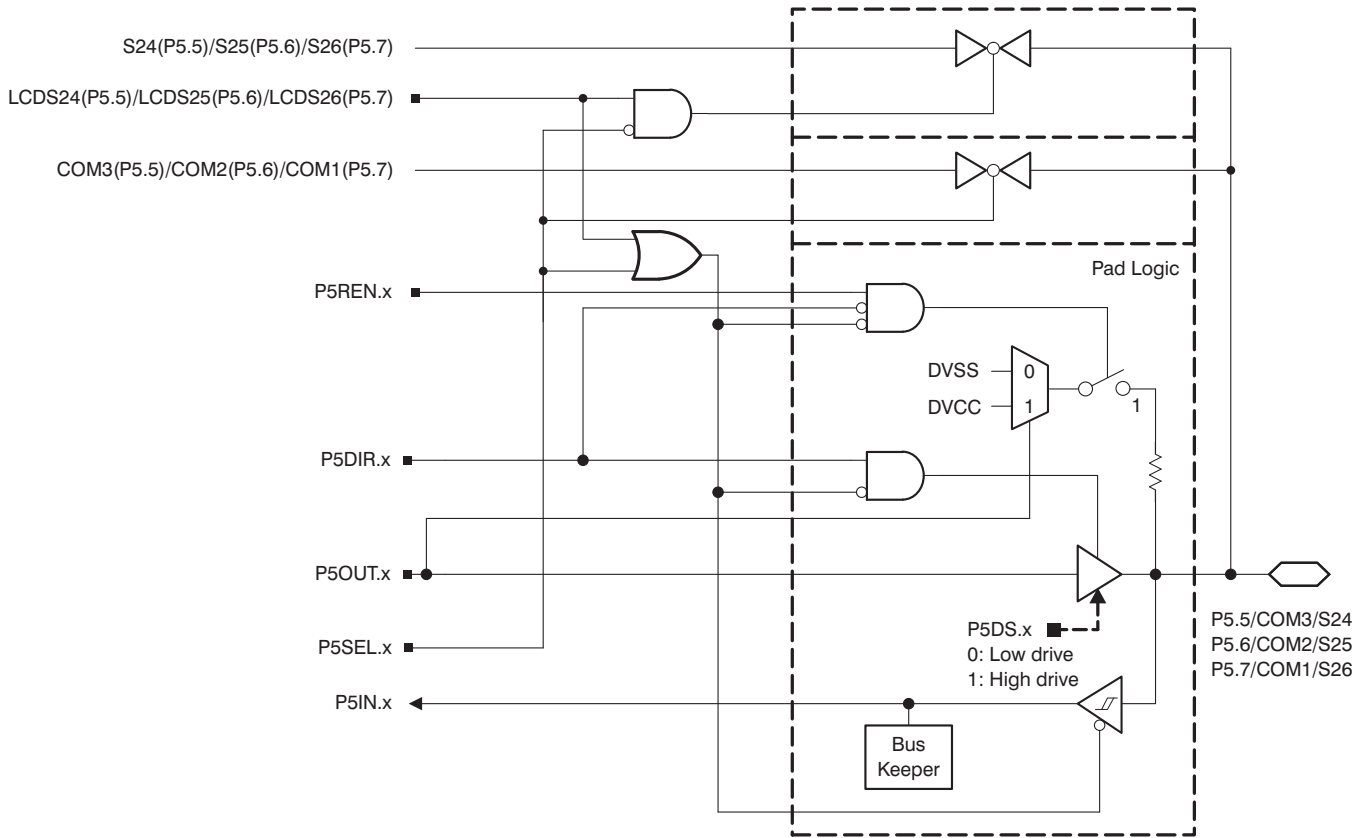 S24(P5.5)/S25(P5.6)/S26(P5.7)
LCDS24(P5.5)/LCDS25(P5.6)/LCDS26(P5.7)
COM3(P5.5)/COM2(P5.6)/COM1(P5.7)
Pad Logic
P5REN.x
DVSS
0
DVCC
1
1
P5DIR.x
P5OUT.x
P5DS.x
0: Low drive
1: High drive
P5.5/COM3/S24
P5.6/COM2/S25
P5.7/COM1/S26
P5SEL.x
P5IN.x
Bus
Keeper